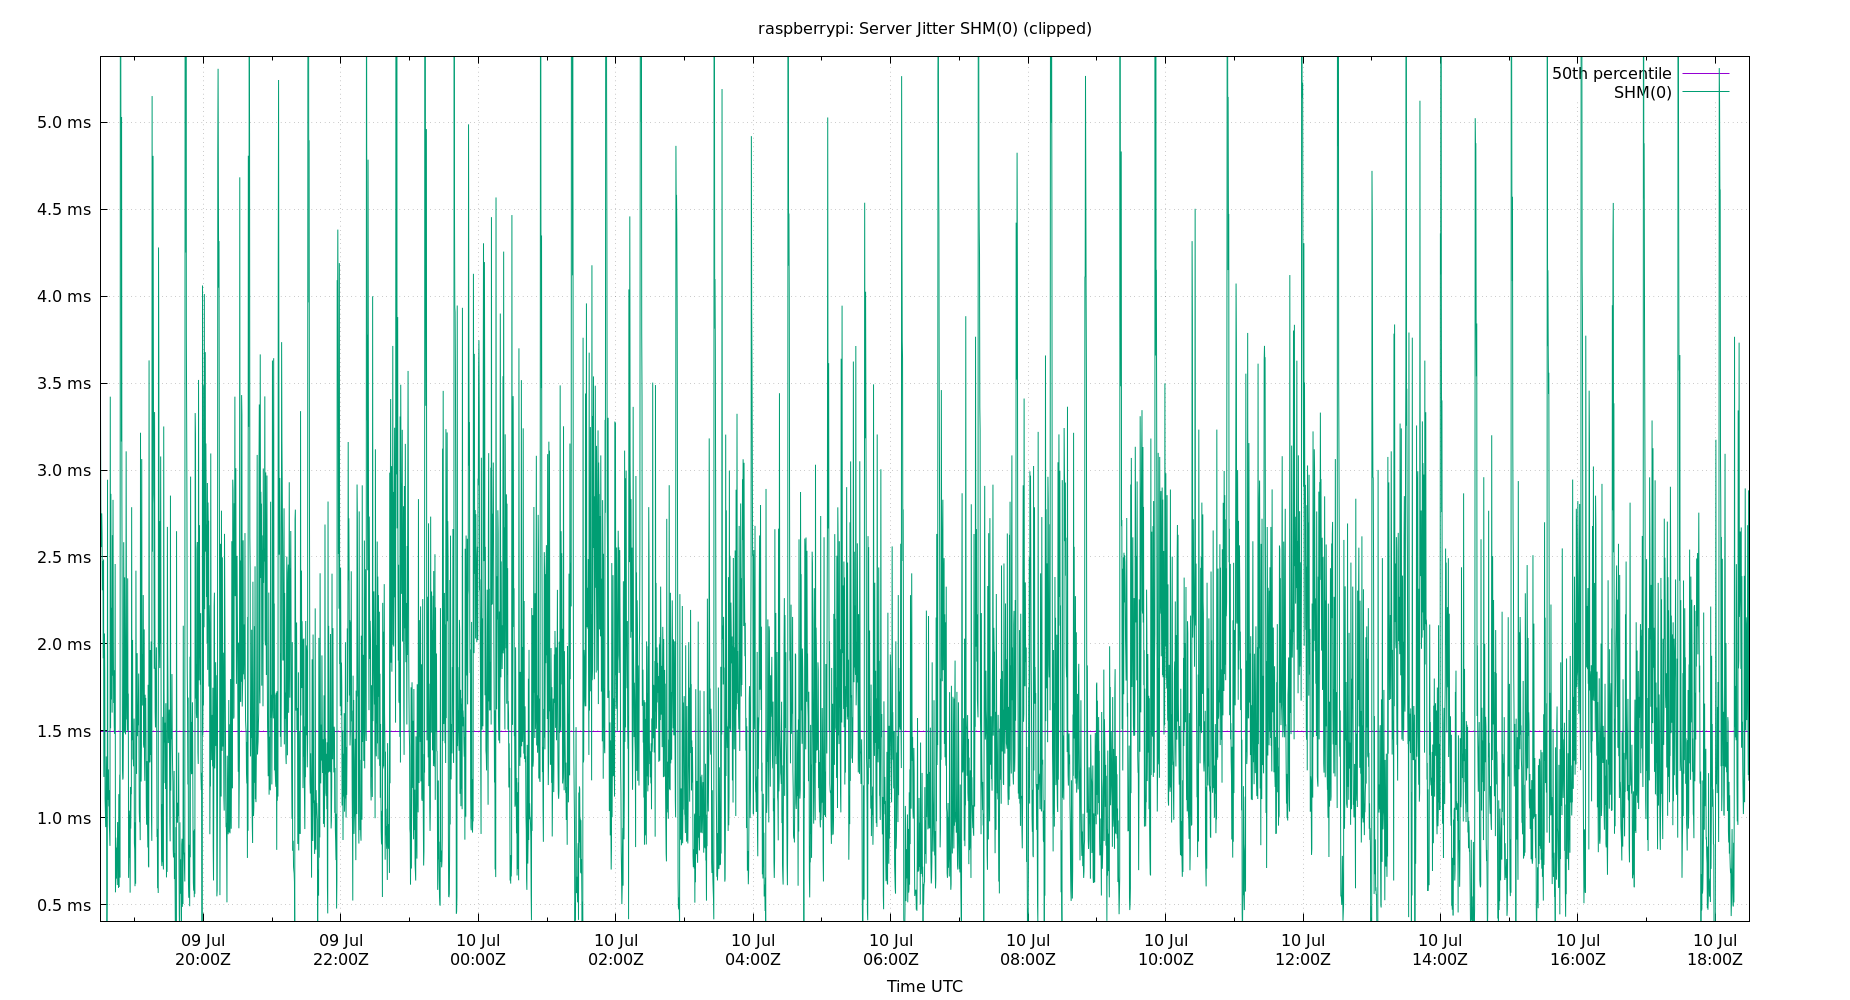 raspberrypi: Server Jitter SHM(0) (clipped)
50th percentile
SHM(0)
5.0 ms
4.5 ms
4.0 ms
3.5 ms
3.0 ms
2.5 ms
2.0 ms
1.5 ms
1.0 ms
0.5 ms
09 Jul 09 Jul 10 Jul 10 Jul 10 Jul 10 Jul 10 Jul 10 Jul 10 Jul 10 Jul 10 Jul 10 Jul
20:00Z 22:00Z 00:00Z 02:00Z 04:00Z 06:00Z 08:00Z 10:00Z 12:00Z 14:00Z 16:00Z 18:00Z
Time UTC